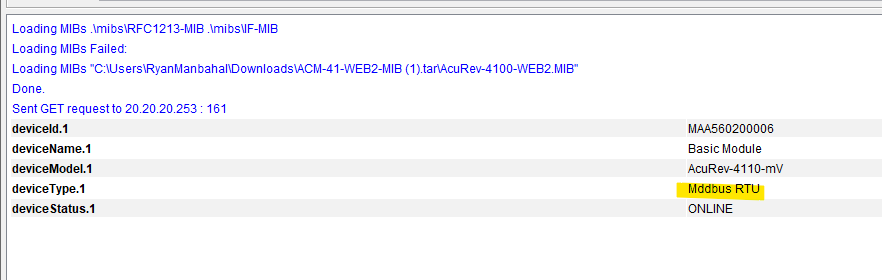 Loading MIBs .\mibs\RFC1213-MIB .\mibs\IF-MIB
Loading MIBs Failed:
Loading MIBs "C:\Users\RyanManbahal\Downloads\ACM-41-WEB2-MIB (1).tar\AcuRev-4100-WEB2.MIB"
Done.
Sent GET request to 20.20.20.253 : 161
deviceId.1 MAA560200006
deviceName.1 Basic Module
deviceModel.1 AcuRev-4110-mV
deviceType.1 Mddbus RTU
deviceStatus.1 ONLINE